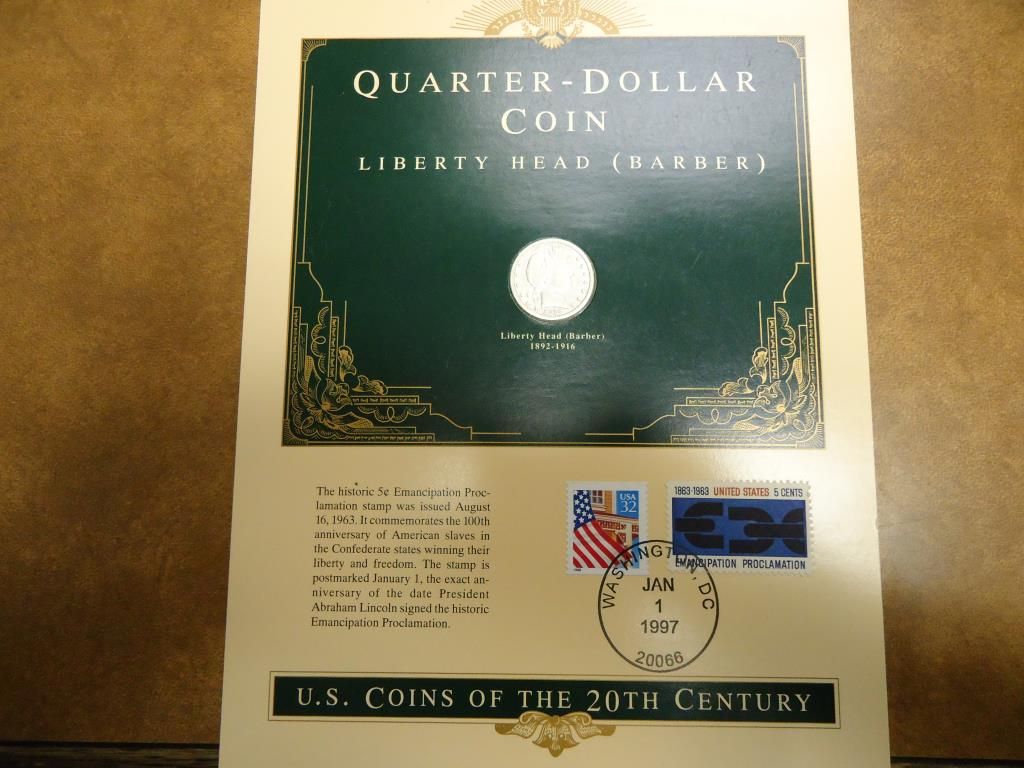 QUARTER-DOLLAR
COIN
LIBERTY HEAD (BARBER)
Liberty Head (Barber)
1892-1916
The historic 5¢ Emancipation Proc-
lamation stamp was issued August
16, 1963. It commemorates the 100th
anniversary of American slaves in
the Confederate states winning their
liberty and freedom. The stamp is
postmarked January 1, the exact an-
niversary of the date President
Abraham Lincoln signed the historic
Emancipation Proclamation.
USA
32
1863·1963 UNITED STATES 5 CENTS
EMANCIPATION PROCLAMATION
WASHINGTON, DC
JAN
1
1997
20066
U.S. COINS OF THE 20TH CENTURY